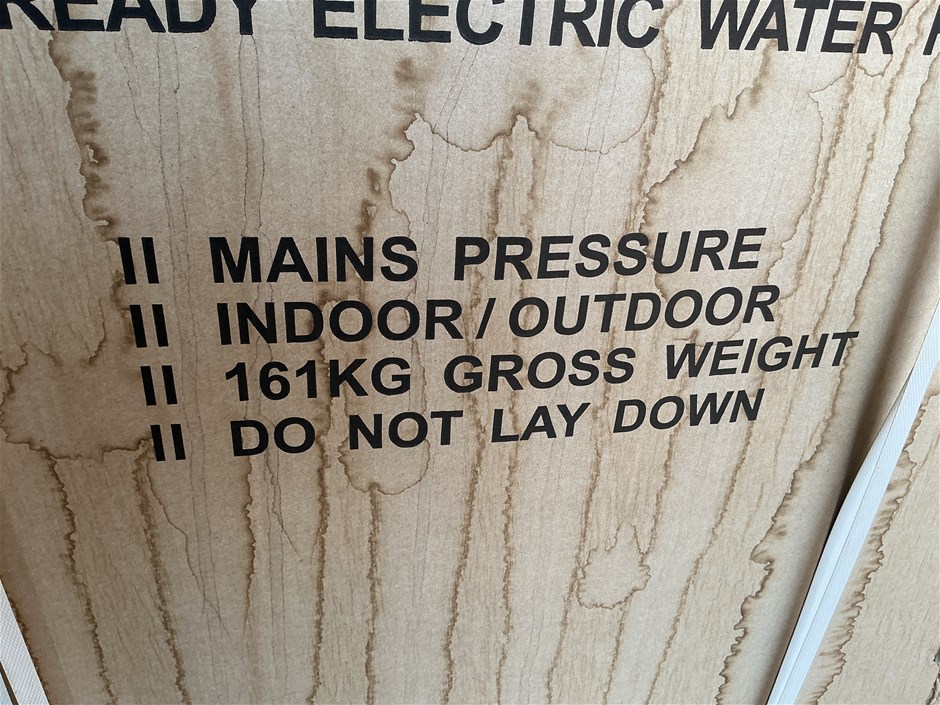 READY ELECTRIC WATER
II MAINS PRESSURE
II INDOOR / OUTDOOR
II 161KG GROSS WEIGHT
II DO NOT LAY DOWN